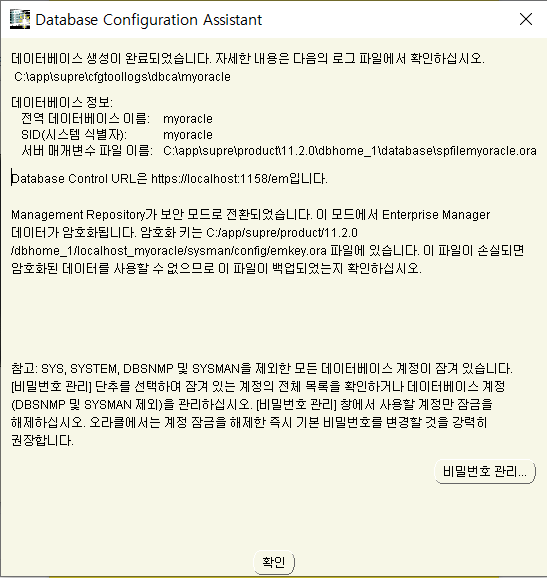 Database Configuration Assistant
데이터베이스 생성이 완료되었습니다. 자세한 내용은 다음의 로그 파일에서 확인하십시오.
C:\app\supre\cfgtoollogs\dbca\myoracle
데이터베이스 정보:
전역 데이터베이스 이름: myoracle
SID(시스템 식별자): myoracle
서버 매개변수 파일 이름: C:\app\supre\product\11.2.0\dbhome_1\database\spfilemyoracle.ora
Database Control URL은 https://localhost:1158/em입니다.
Management Repository가 보안 모드로 전환되었습니다. 이 모드에서 Enterprise Manager
데이터가 암호화됩니다. 암호화 키는 C:/app/supre/product/11.2.0
/dbhome_1/localhost_myoracle/sysman/config/emkey.ora 파일에 있습니다. 이 파일이 손실되면
암호화된 데이터를 사용할 수 없으므로 이 파일이 백업되었는지 확인하십시오.
참고: SYS, SYSTEM, DBSNMP 및 SYSMAN을 제외한 모든 데이터베이스 계정이 잠겨 있습니다.
[비밀번호 관리] 단추를 선택하여 잠겨 있는 계정의 전체 목록을 확인하거나 데이터베이스 계정
(DBSNMP 및 SYSMAN 제외)을 관리하십시오. [비밀번호 관리] 창에서 사용할 계정만 잠금을
해제하십시오. 오라클에서는 계정 잠금을 해제한 즉시 기본 비밀번호를 변경할 것을 강력히
권장합니다.
비밀번호 관리...
확인